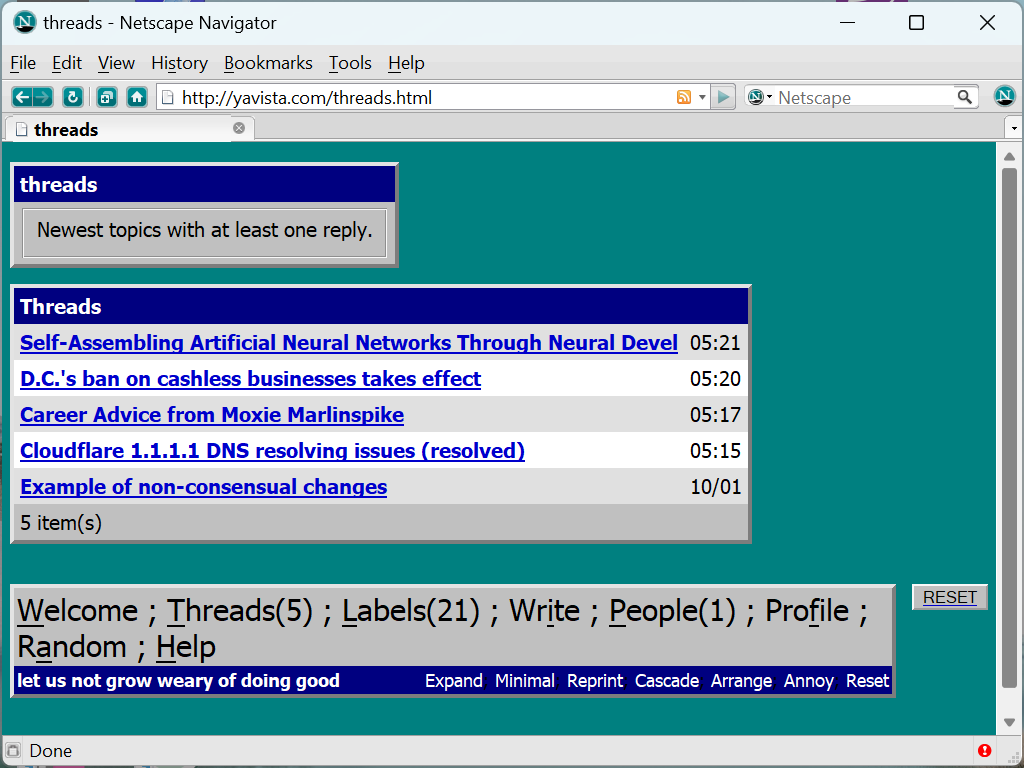 threads - Netscape Navigator
File Edit View History Bookmarks Tools Help
http://yavista.com/threads.html Netscape
threads
threads
Newest topics with at least one reply.
Threads
Self-Assembling Artificial Neural Networks Through Neural Devel 05:21
D.C.'s ban on cashless businesses takes effect 05:20
Career Advice from Moxie Marlinspike 05:17
Cloudflare 1.1.1.1 DNS resolving issues (resolved) 05:15
Example of non-consensual changes 10/01
5 item(s)
Welcome ; Threads(5) ; Labels(21) ; Write ; People(1) ; Profile ;
Random ; Help
RESET
let us not grow weary of doing good Expand Minimal Reprint Cascade Arrange Annoy Reset
Done